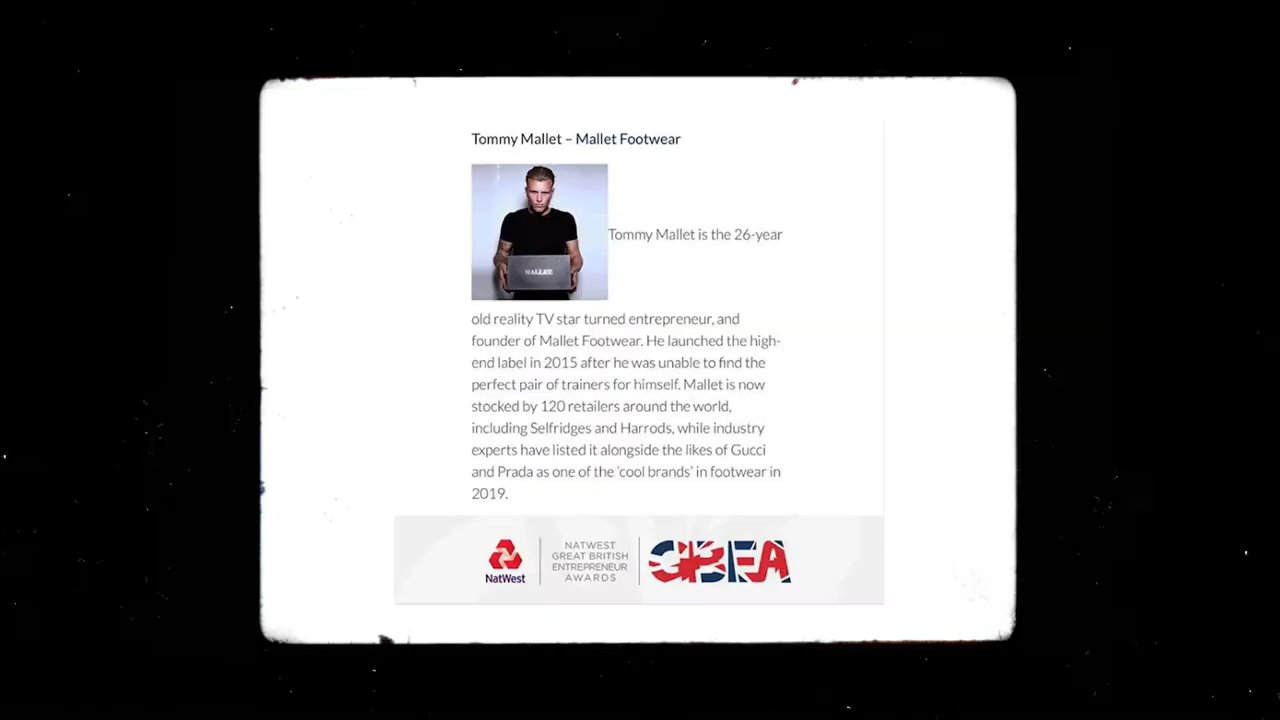 Tommy Mallet – Mallet Footwear
MALLET
Tommy Mallet is the 26-year
old reality TV star turned entrepreneur, and
founder of Mallet Footwear. He launched the high-
end label in 2015 after he was unable to find the
perfect pair of trainers for himself. Mallet is now
stocked by 120 retailers around the world,
including Selfridges and Harrods, while industry
experts have listed it alongside the likes of Gucci
and Prada as one of the ‘cool brands’ in footwear in
2019.
NatWest
NATWEST
GREAT BRITISH
ENTREPRENEUR
AWARDS
GBEA